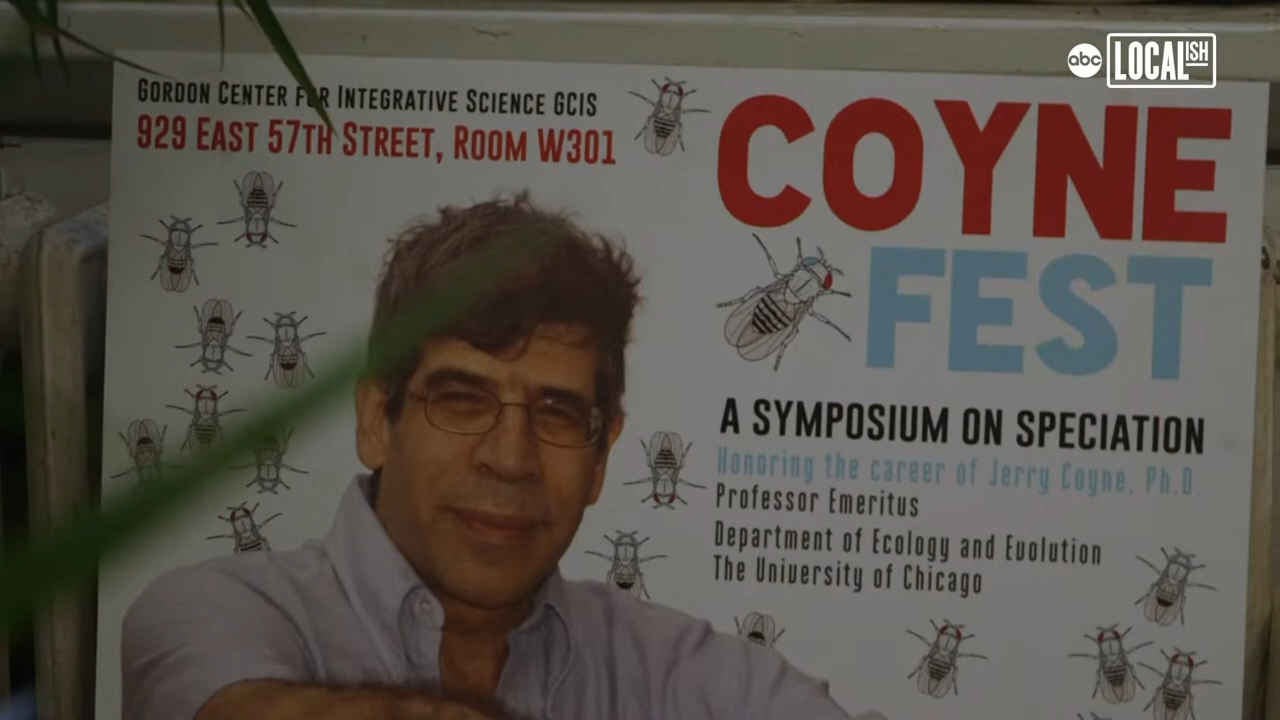 abc LOCALISH
GORDON CENTER FOR INTEGRATIVE SCIENCE GCIS
929 EAST 57TH STREET, ROOM W301
COYNE
FEST
A SYMPOSIUM ON SPECIATION
Honoring the career of Jerry Coyne, Ph.D.
Professor Emeritus
Department of Ecology and Evolution
The University of Chicago